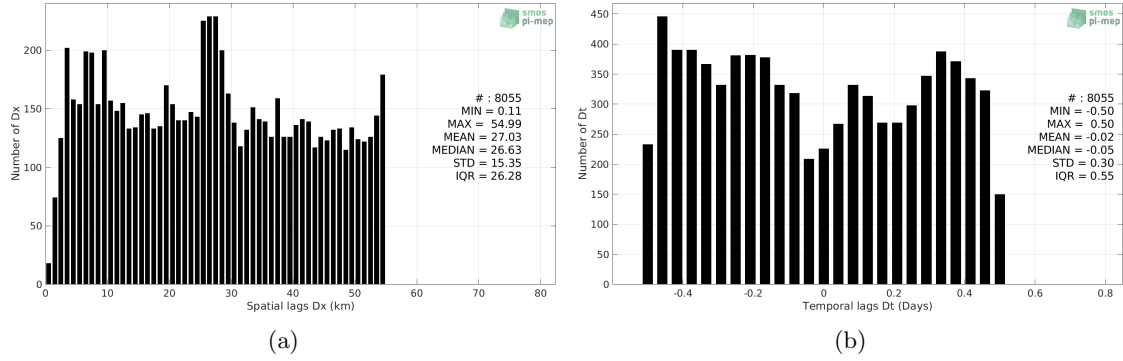 smos
pi-mep
200
150
100
50
0
Number of Dx
# : 8055
MIN = 0.11
MAX = 54.99
MEAN = 27.03
MEDIAN = 26.63
STD = 15.35
IQR = 26.28
0 10 20 30 40 50 60 70 80
Spatial lags Dx (km)
(a)
smos
pi-mep
450
400
350
300
250
200
150
100
50
0
Number of Dt
# : 8055
MIN = -0.50
MAX = 0.50
MEAN = -0.02
MEDIAN = -0.05
STD = 0.30
IQR = 0.55
-0.4 -0.2 0 0.2 0.4 0.6 0.8
Temporal lags Dt (Days)
(b)